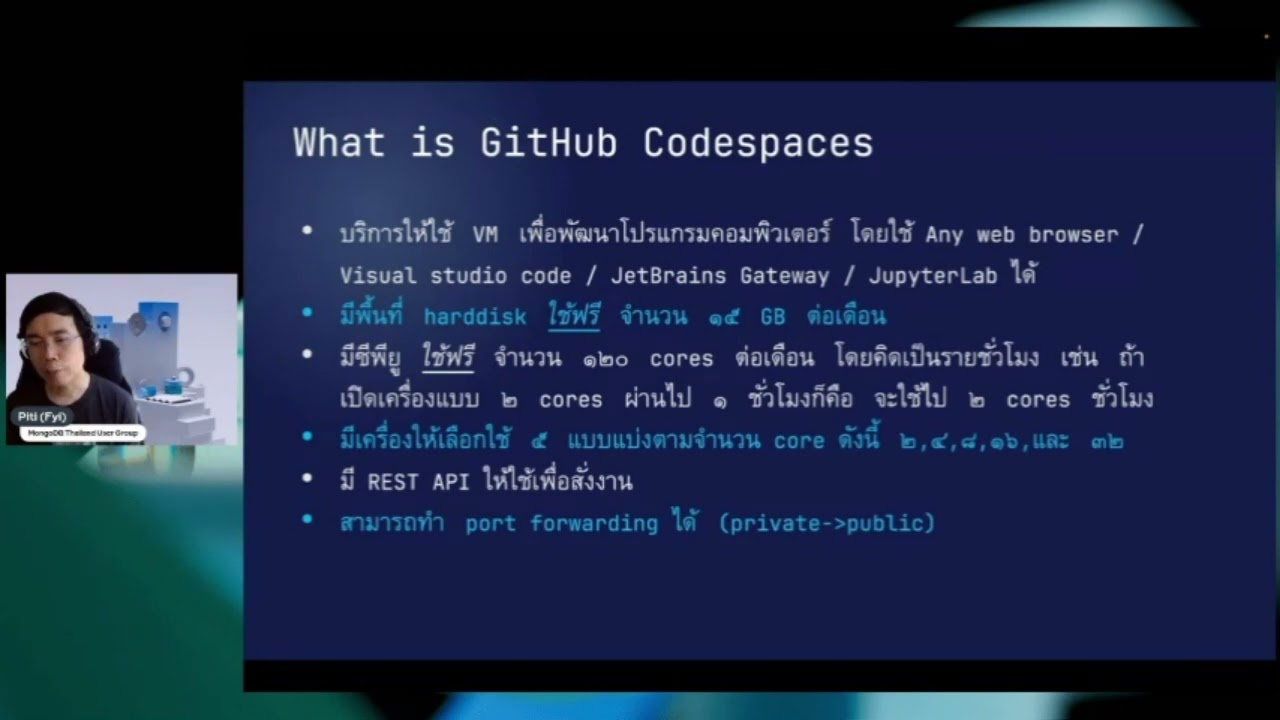 What is GitHub Codespaces
• บริการให้ใช้ VM เพื่อพัฒนาโปรแกรมคอมพิวเตอร์ โดยใช้ Any web browser /
Visual studio code / JetBrains Gateway / JupyterLab ได้
• มีพื้นที่ harddisk ใช้ฟรี จำนวน ๑๕ GB ต่อเดือน
• มีซีพียู ใช้ฟรี จำนวน ๑๒๐ cores ต่อเดือน โดยคิดเป็นรายชั่วโมง เช่น ถ้า
เปิดเครื่องแบบ ๒ cores ผ่านไป ๑ ชั่วโมงก็คือ จะใช้ไป ๒ cores ชั่วโมง
• มีเครื่องให้เลือกใช้ ๕ แบบแบ่งตามจำนวน core ดังนี้ ๒,๔,๘,๑๖,และ ๓๒
• มี REST API ให้ใช้เพื่อสั่งงาน
• สามารถทำ port forwarding ได้ (private->public)
Piti (Fyi)
MongoDB Thailand User Group